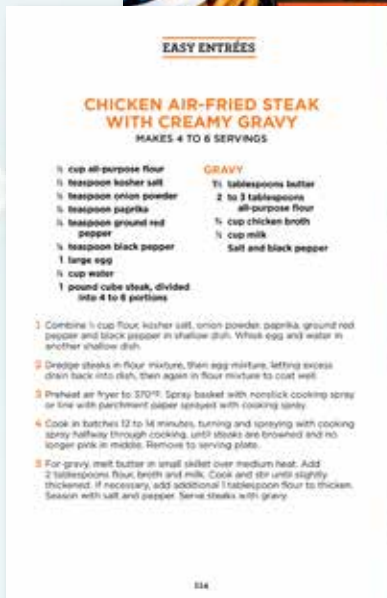 EASY ENTRÉES
CHICKEN AIR-FRIED STEAK
WITH CREAMY GRAVY
MAKES 4 TO 6 SERVINGS
cup all-purpose flour
teaspoon kosher salt
teaspoon onion powder
teaspoon paprika
teaspoon ground red
pepper
teaspoon black pepper
1 large egg
cup water
1 pound cube steak, divided
into 4 to 6 portions
GRAVY
tablespoons butter
2 to 3 tablespoons
all-purpose flour
cup chicken broth
cup milk
Salt and black pepper
1 Combine cup flour, kosher salt, onion powder, paprika, ground red
pepper and black pepper in shallow dish. Whisk egg and water in
another shallow dish.
2 Dredge steaks in flour mixture, then egg mixture, letting excess
drain back into dish, then again in flour mixture to coat well.
3 Preheat air fryer to 370°F. Spray basket with nonstick cooking spray
or line with parchment paper sprayed with cooking spray.
4 Cook in batches 12 to 14 minutes, turning and spraying with cooking
spray halfway through cooking, until steaks are browned and no
longer pink in middle. Remove to serving plate.
5 For gravy, melt butter in small skillet over medium heat. Add
2 tablespoons flour, broth and milk. Cook and stir until slightly
thickened. If necessary, add additional 1 tablespoon flour to thicken.
Season with salt and pepper. Serve steaks with gravy.